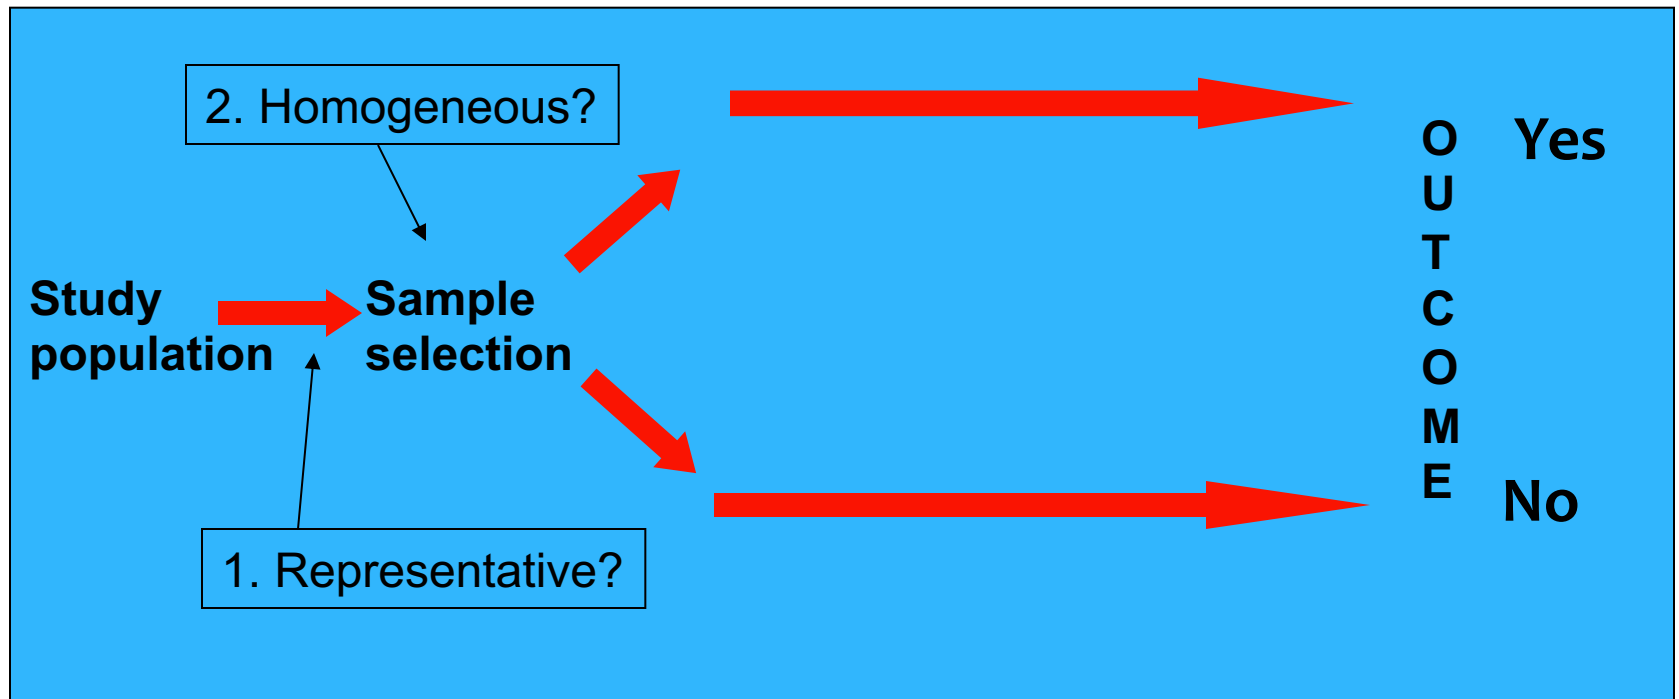 2. Homogeneous?
Study
population
Sample
selection
1. Representative?
O
U
T
C
O
M
E
Yes
No